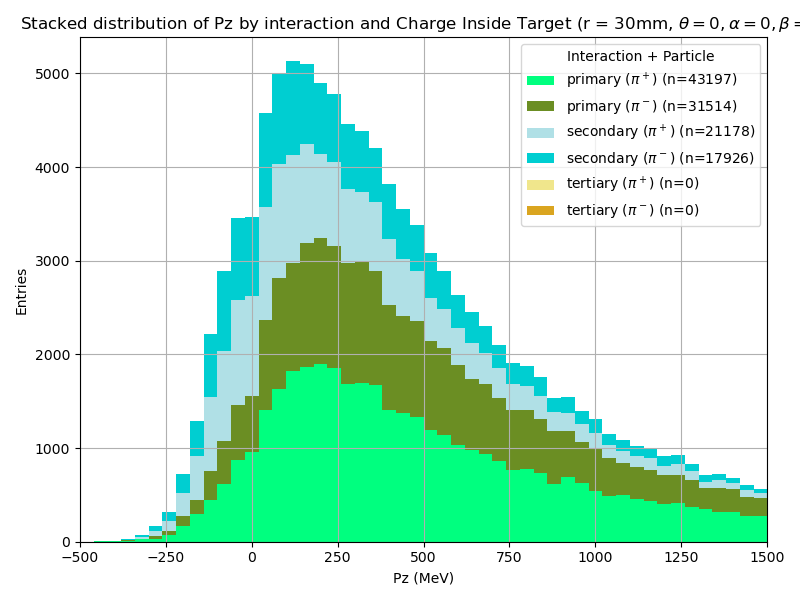 Stacked distribution of Pz by interaction and Charge Inside Target (r = 30mm, θ = 0, α = 0, β =
Interaction + Particle
primary (π⁺) (n=43197)
primary (π⁻) (n=31514)
secondary (π⁺) (n=21178)
secondary (π⁻) (n=17926)
tertiary (π⁺) (n=0)
tertiary (π⁻) (n=0)
5000
4000
3000
2000
1000
0
Entries
−500 −250 0 250 500 750 1000 1250 1500
Pz (MeV)